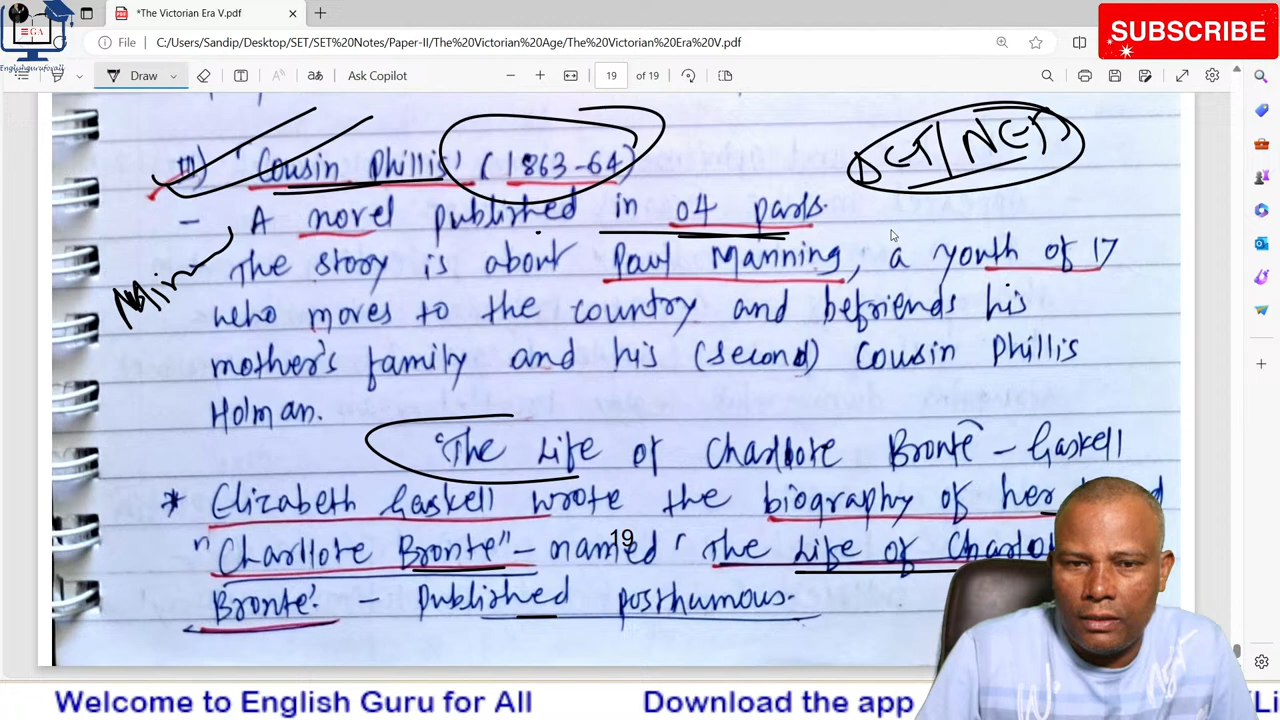 EGA
Englishguruforall
*The Victorian Era V.pdf
SUBSCRIBE
File C:/Users/Sandip/Desktop/SET/SET%20Notes/Paper-II/The%20Victorian%20Age/The%20Victorian%20Era%20V.pdf
Draw
Ask Copilot
19 of 19
III) 'Cousin Phillis' (1863-64)
SET/NET
- A novel published in 04 parts.
The story is about Paul Manning, a youth of 17
who moves to the country and befriends his
mother's family and his (second) Cousin Phillis
Holman.
'The Life of Charllote Bronte - Gaskell
* Elizabeth Gaskell wrote the biography of her
"Charllote Bronte" - named 'The Life of
Bronte'. - published posthumous.
19
Welcome to English Guru for All
Download the app